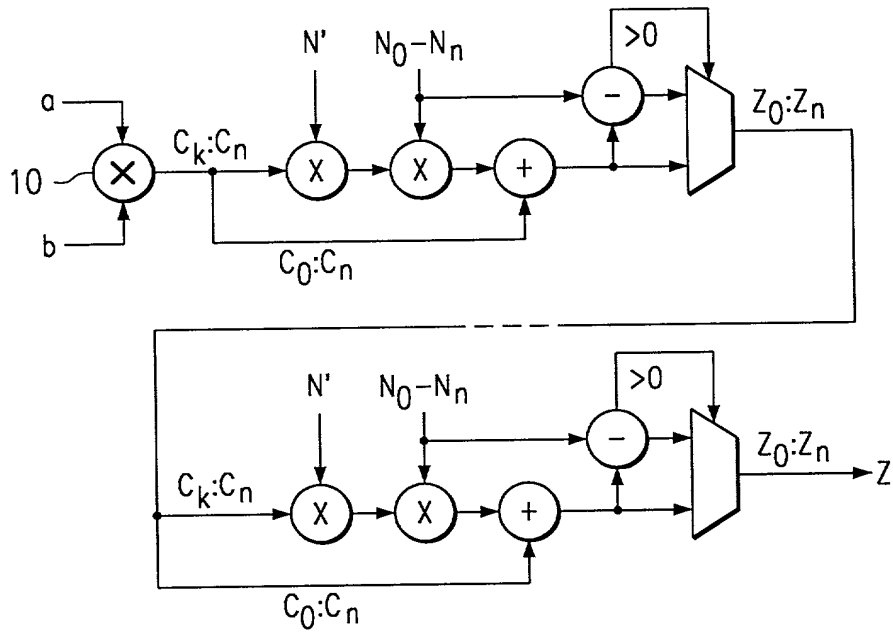 N' N₀-Nₙ >0
a
Cₖ:Cₙ
Z₀:Zₙ
10 × X X + −
b
C₀:Cₙ
N' N₀-Nₙ >0
Cₖ:Cₙ X X + −
Z₀:Zₙ Z
C₀:Cₙ